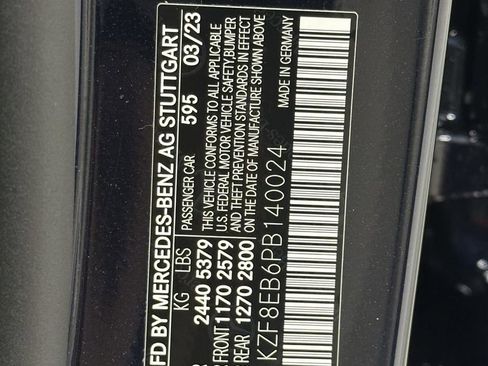 FD BY MERCEDES-BENZ AG STUTTGART
KG LBS PASSENGER CAR 595 03/23
2440 5379 THIS VEHICLE CONFORMS TO ALL APPLICABLE
FRONT 1170 2579 U.S. FEDERAL MOTOR VEHICLE SAFETY, BUMPER
REAR 1270 2800 AND THEFT PREVENTION STANDARDS IN EFFECT
ON THE DATE OF MANUFACTURE SHOWN ABOVE
KZF8EB6PB140024 MADE IN GERMANY